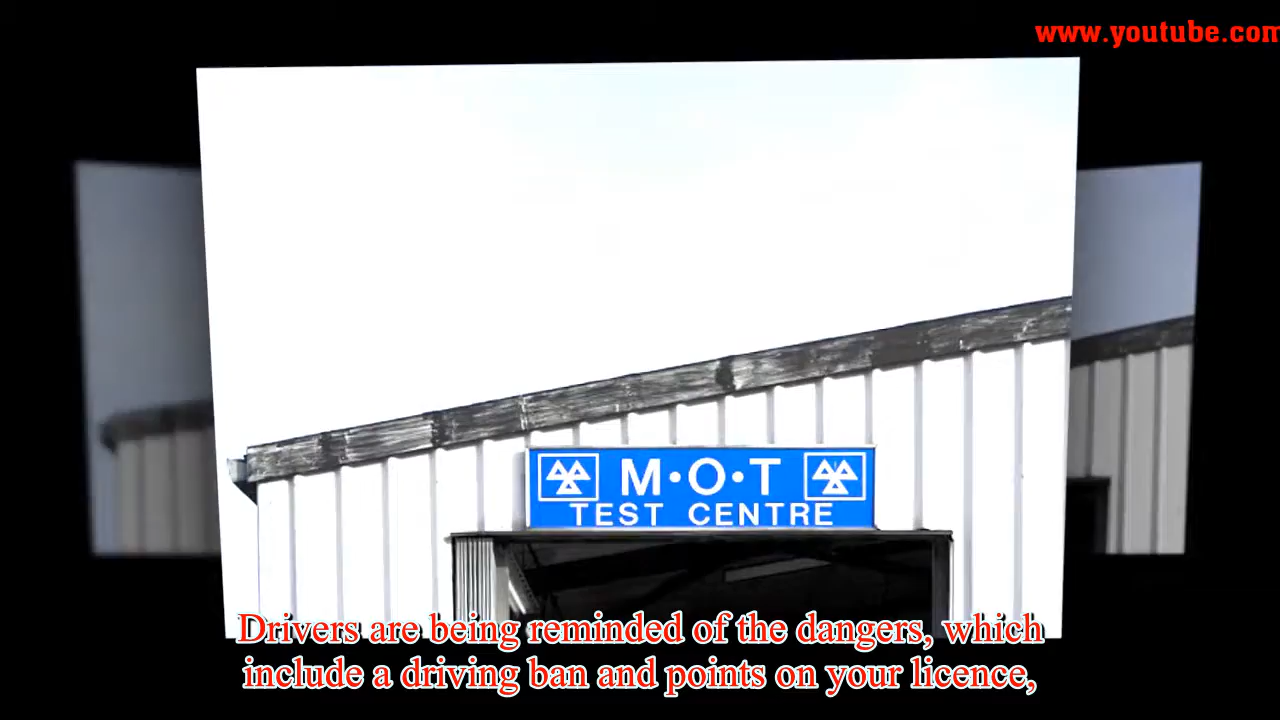 www.youtube.com
M·O·T
TEST CENTRE
Drivers are being reminded of the dangers, which
include a driving ban and points on your licence,